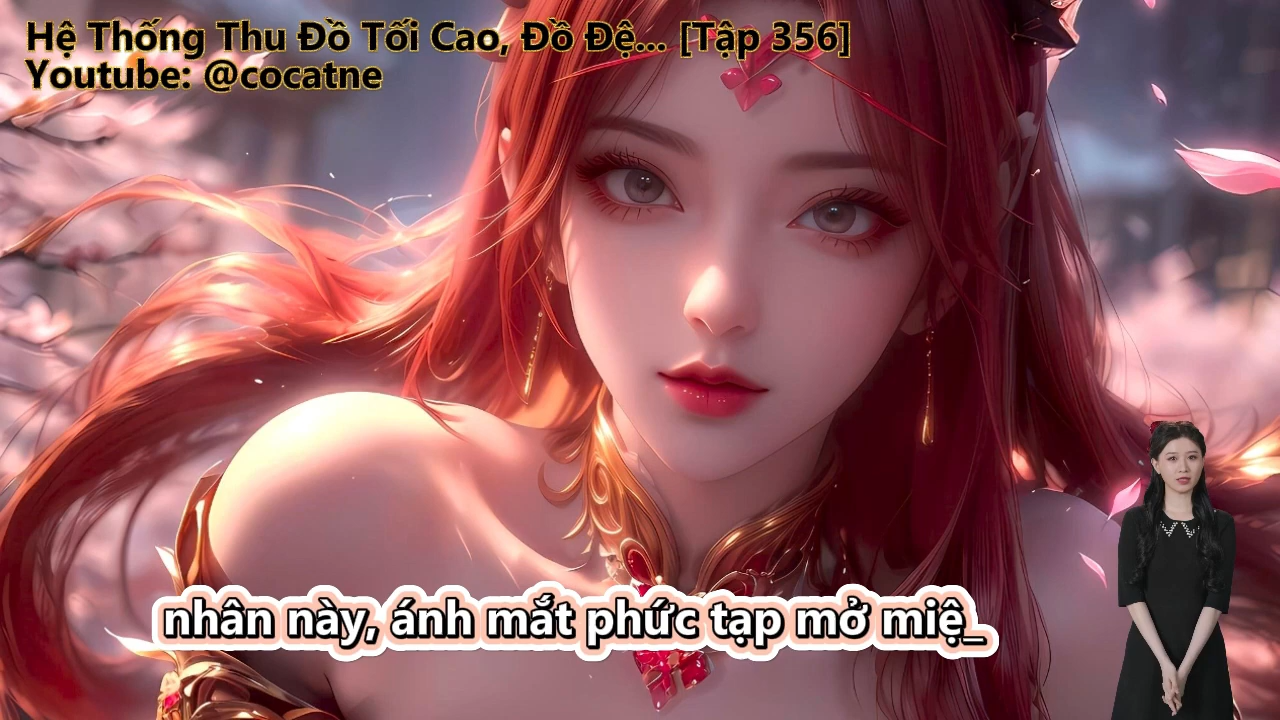 Hệ Thống Thu Đồ Tối Cao, Đồ Đệ... [Tập 356]
Youtube: @cocatne
nhân này, ánh mắt phức tạp mở miệ_